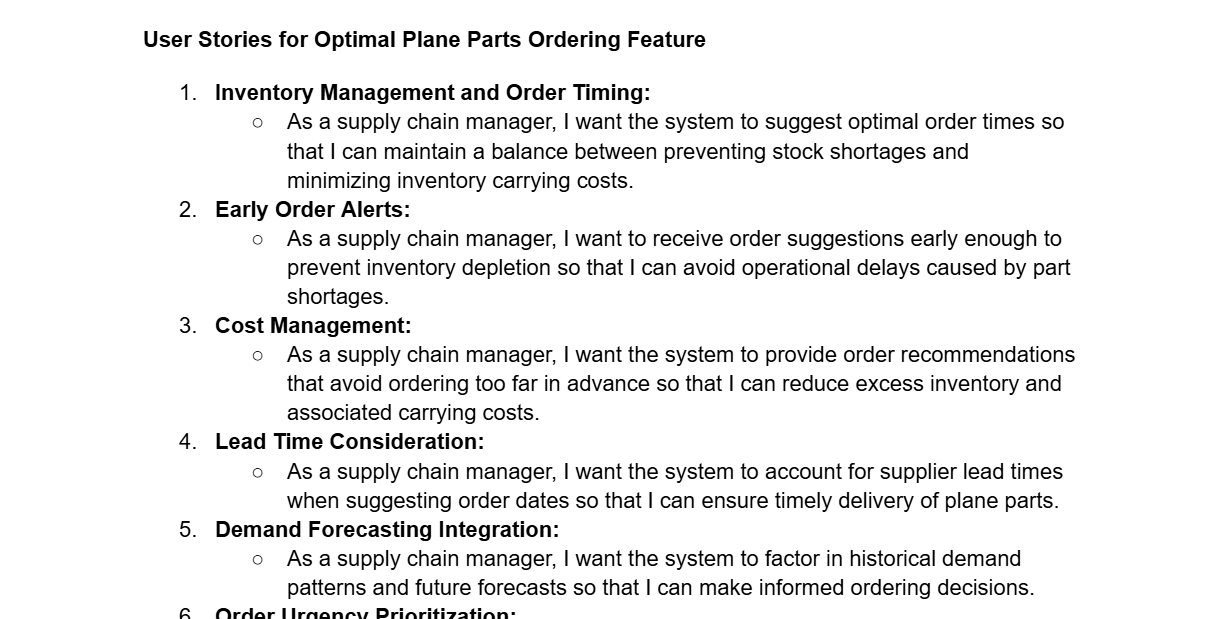 User Stories for Optimal Plane Parts Ordering Feature
1. Inventory Management and Order Timing:
○ As a supply chain manager, I want the system to suggest optimal order times so
that I can maintain a balance between preventing stock shortages and
minimizing inventory carrying costs.
2. Early Order Alerts:
○ As a supply chain manager, I want to receive order suggestions early enough to
prevent inventory depletion so that I can avoid operational delays caused by part
shortages.
3. Cost Management:
○ As a supply chain manager, I want the system to provide order recommendations
that avoid ordering too far in advance so that I can reduce excess inventory and
associated carrying costs.
4. Lead Time Consideration:
○ As a supply chain manager, I want the system to account for supplier lead times
when suggesting order dates so that I can ensure timely delivery of plane parts.
5. Demand Forecasting Integration:
○ As a supply chain manager, I want the system to factor in historical demand
patterns and future forecasts so that I can make informed ordering decisions.
6. Order Urgency Prioritization: